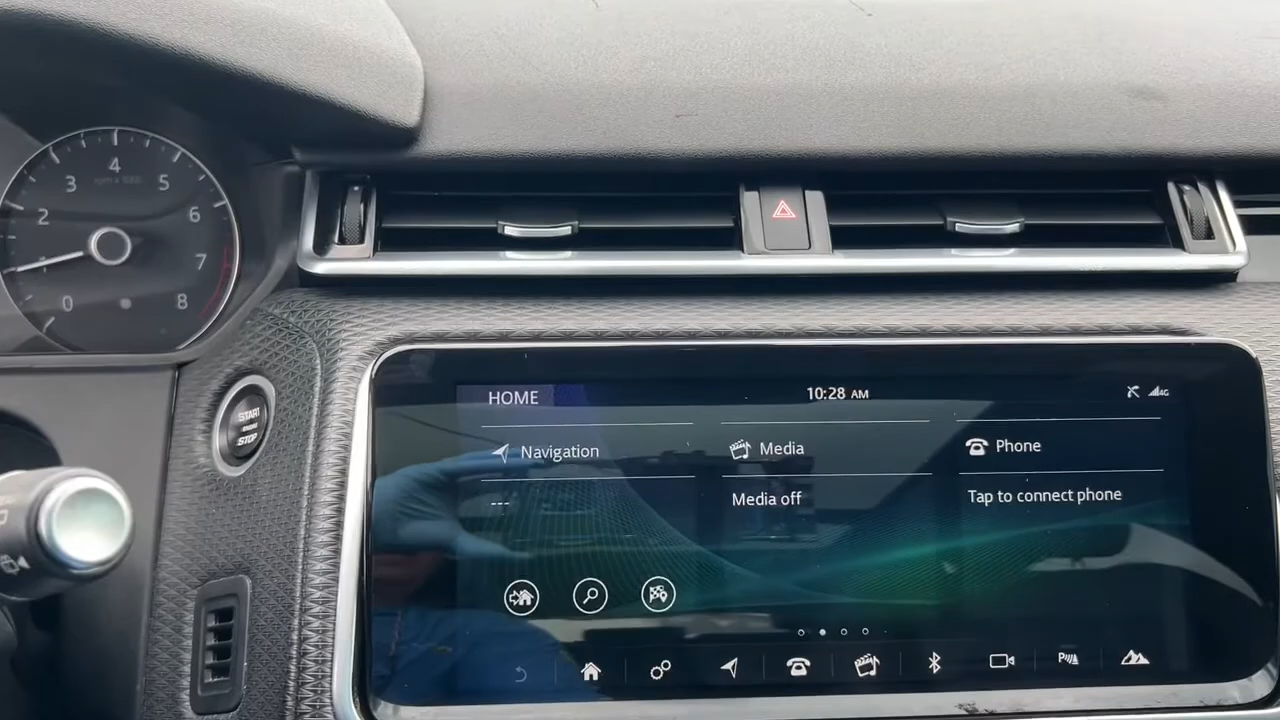 4
3
5
2
6
7
0
8
START
STOP
HOME
10:28 AM
4G
Navigation
Media
Phone
---
Media off
Tap to connect phone